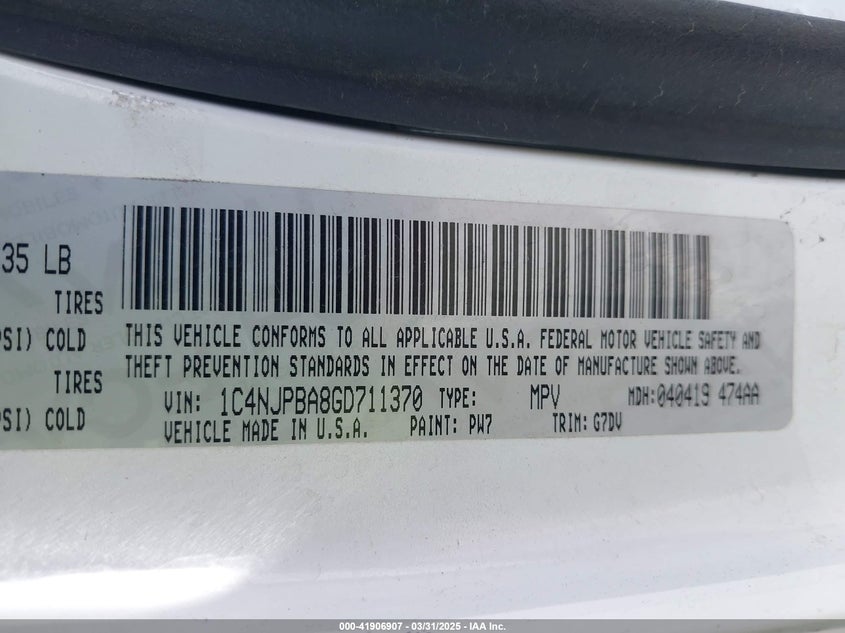 35 LB
TIRES
PSI) COLD
TIRES
PSI) COLD
THIS VEHICLE CONFORMS TO ALL APPLICABLE U.S.A. FEDERAL MOTOR VEHICLE SAFETY AND
THEFT PREVENTION STANDARDS IN EFFECT ON THE DATE OF MANUFACTURE SHOWN ABOVE.
VIN: 1C4NJPBA8GD711370 TYPE: MPV MDH:040419 474AA
VEHICLE MADE IN U.S.A. PAINT: PW7 TRIM: G7DV
000-41906907 - 03/31/2025 - IAA Inc.